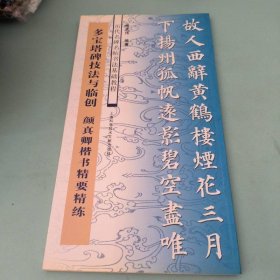 故人西辭黃鶴樓煙花三月
下揚州孤帆遠影碧空盡唯
多宝塔碑技法与临创
颜真卿楷书精要精练